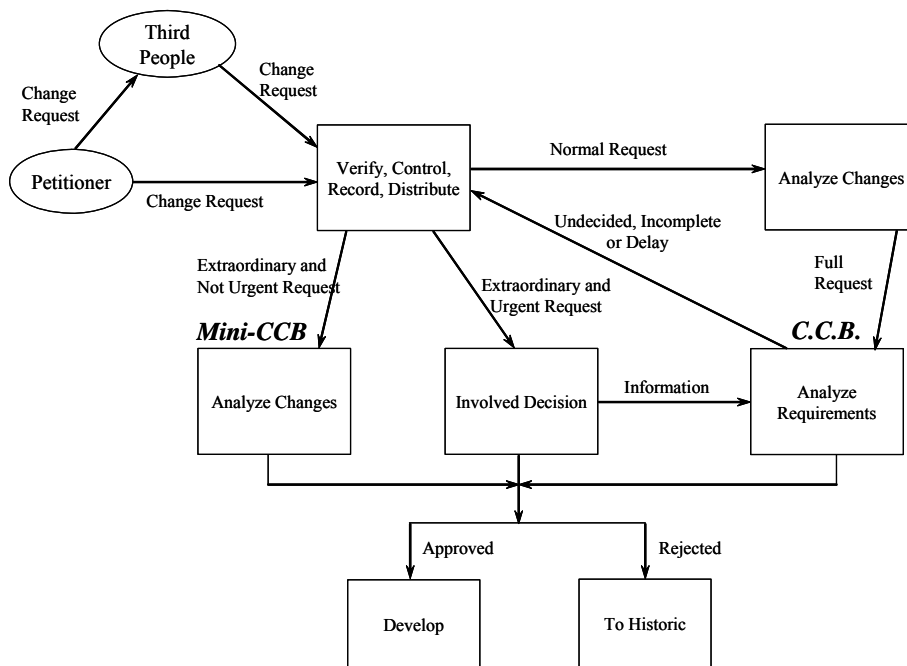 Third
People
Change
Request
Change
Request
Petitioner
Change Request
Verify, Control,
Record, Distribute
Normal Request
Analyze Changes
Undecided, Incomplete
or Delay
Full
Request
Extraordinary and
Not Urgent Request
Extraordinary and
Urgent Request
Mini-CCB
C.C.B.
Analyze Changes
Involved Decision
Information
Analyze
Requirements
Approved
Rejected
Develop
To Historic